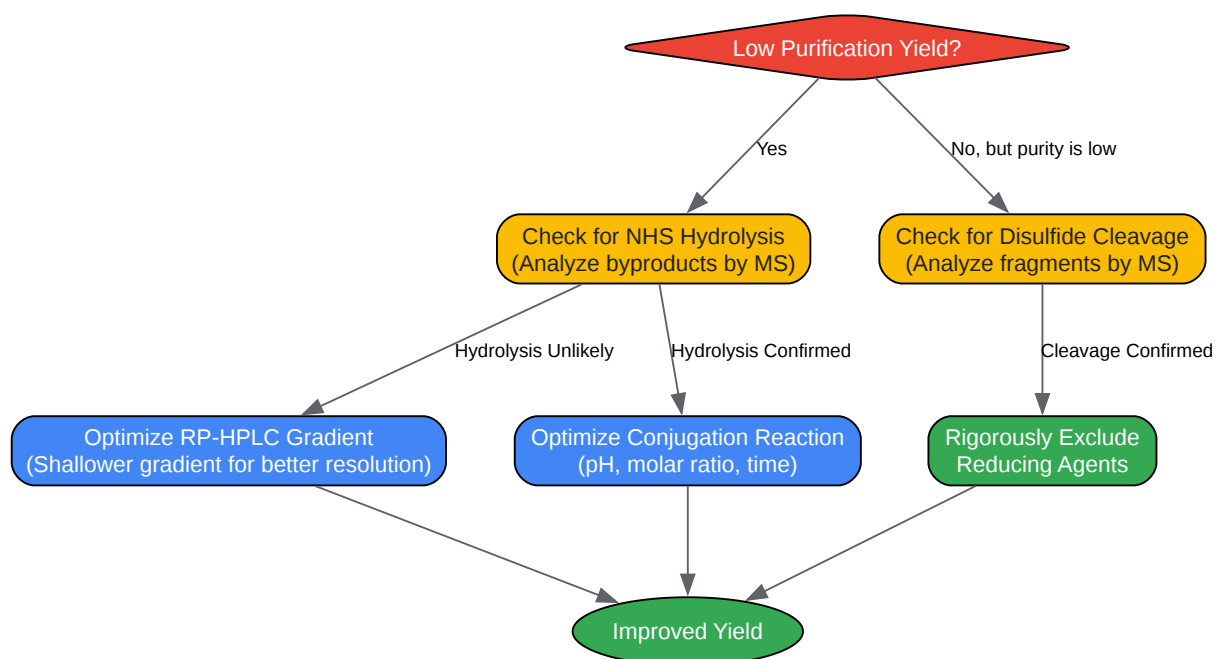 Low Purification Yield?
Yes
No, but purity is low
Check for NHS Hydrolysis
(Analyze byproducts by MS)
Check for Disulfide Cleavage
(Analyze fragments by MS)
Hydrolysis Unlikely
Hydrolysis Confirmed
Cleavage Confirmed
Optimize RP-HPLC Gradient
(Shallower gradient for better resolution)
Optimize Conjugation Reaction
(pH, molar ratio, time)
Rigorously Exclude
Reducing Agents
Improved Yield